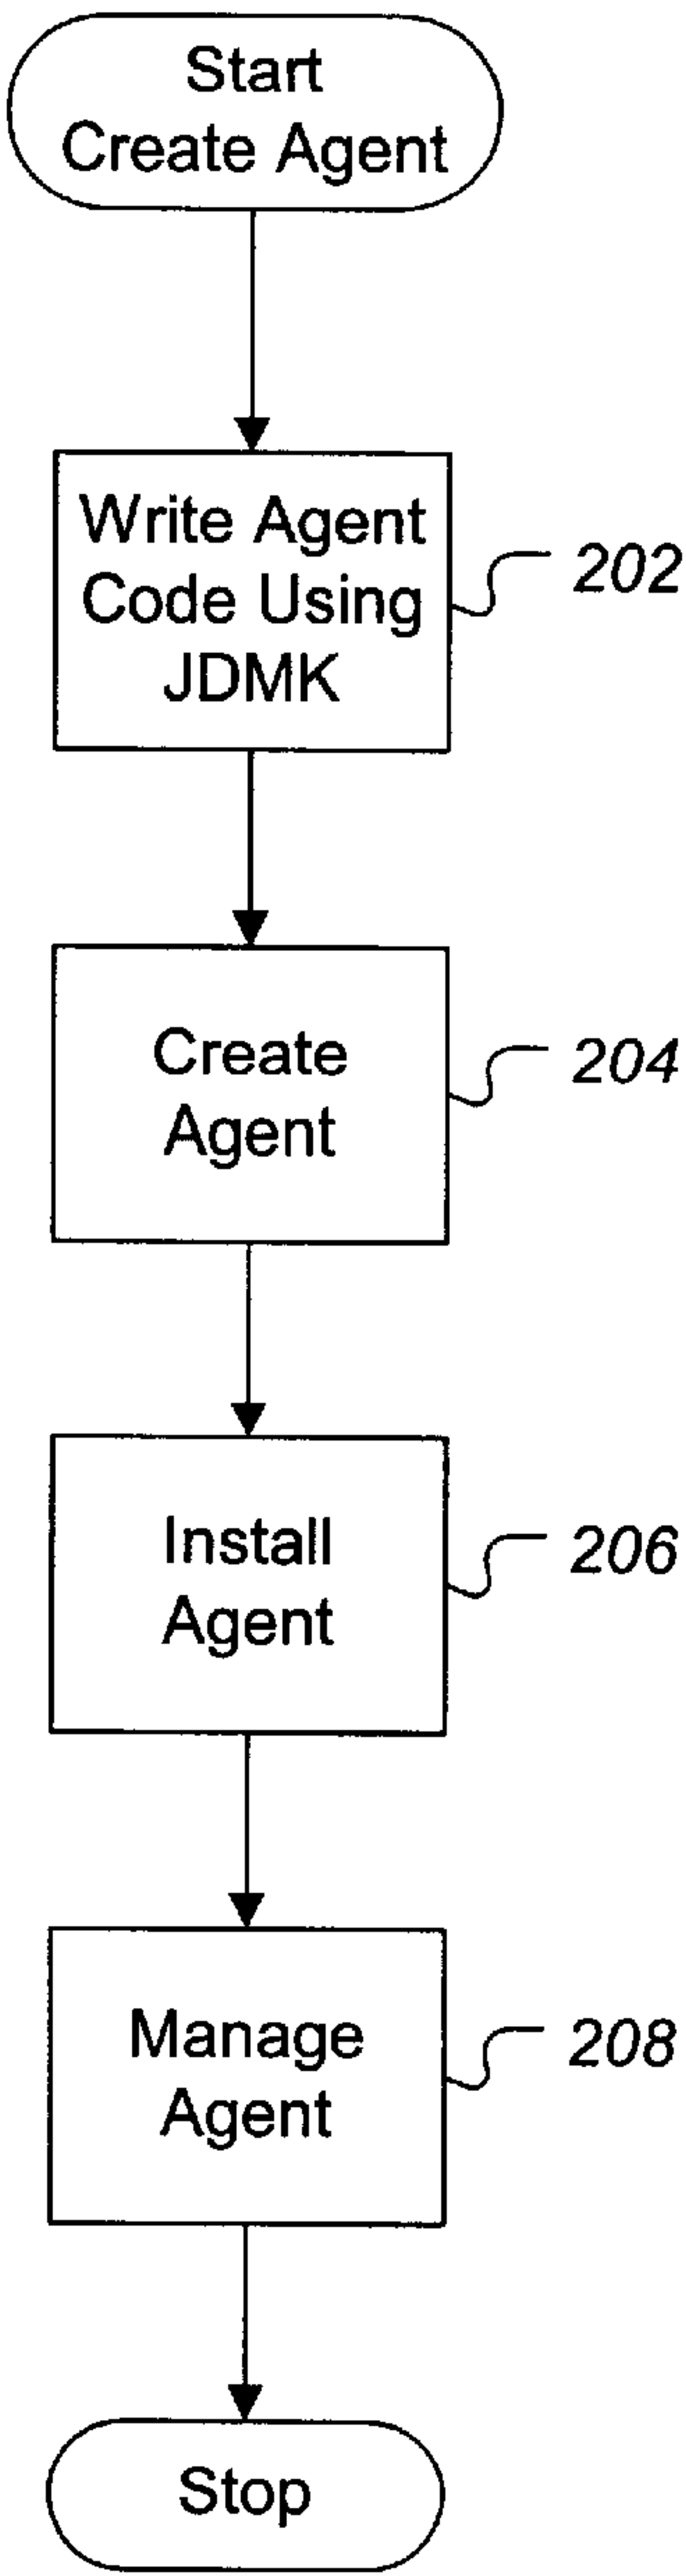 Start
Create Agent
Write Agent
Code Using
JDMK
202
Create
Agent
204
Install
Agent
206
Manage
Agent
208
Stop